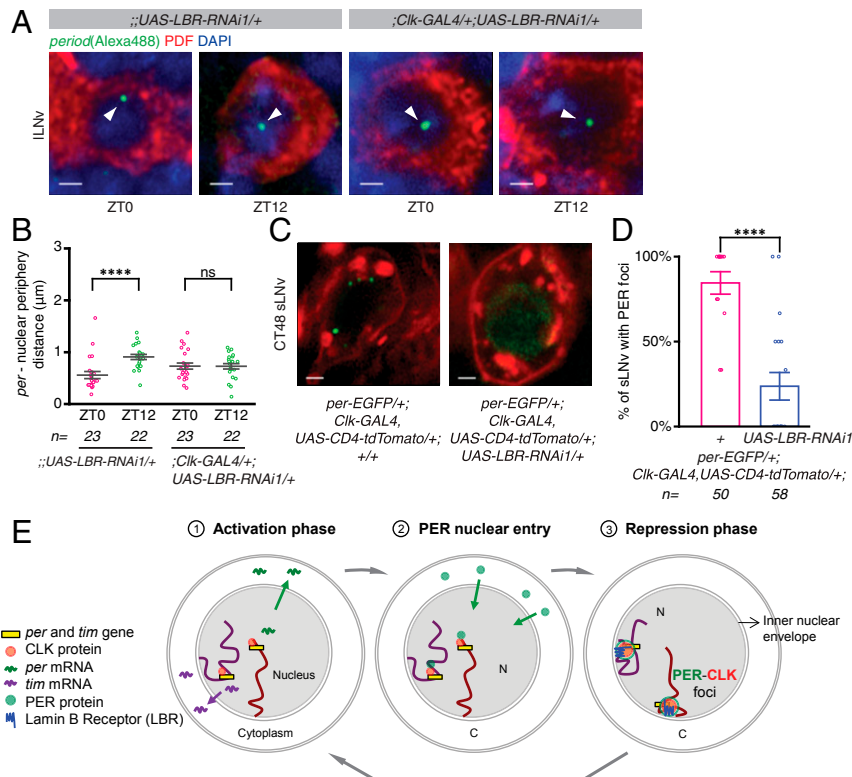 A
;;UAS-LBR-RNAi1/+
;Clk-GAL4/+;UAS-LBR-RNAi1/+
period(Alexa488) PDF DAPI
lLNv
ZT0
ZT12
ZT0
ZT12
B
per - nuclear periphery
distance (µm)
3
2
1
0
****
ns
ZT0
ZT12
ZT0
ZT12
n=
23
22
23
22
;;UAS-LBR-RNAi1/+
;Clk-GAL4/+;
UAS-LBR-RNAi1/+
C
CT48 sLNv
per-EGFP/+;
Clk-GAL4,
UAS-CD4-tdTomato/+;
+/+
per-EGFP/+;
Clk-GAL4,
UAS-CD4-tdTomato/+;
UAS-LBR-RNAi1/+
D
% of sLNv with PER foci
100%
50%
0%
****
+
UAS-LBR-RNAi1
per-EGFP/+;
Clk-GAL4,UAS-CD4-tdTomato/+;
n=
50
58
E
① Activation phase
② PER nuclear entry
③ Repression phase
per and tim gene
CLK protein
per mRNA
tim mRNA
PER protein
Lamin B Receptor (LBR)
Nucleus
Cytoplasm
N
C
N
PER-CLK
foci
C
Inner nuclear
envelope